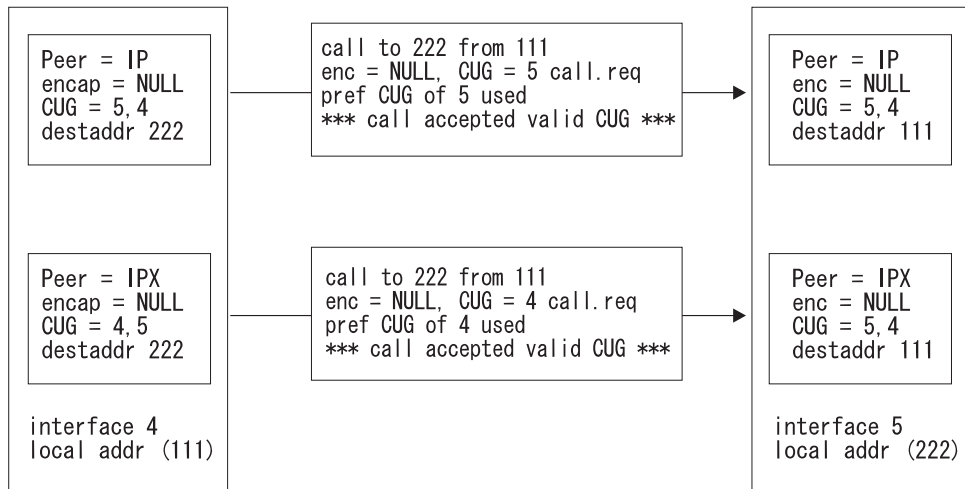 Peer = IP
encap = NULL
CUG = 5,4
destaddr 222
call to 222 from 111
enc = NULL, CUG = 5 call.req
pref CUG of 5 used
*** call accepted valid CUG ***
Peer = IP
enc = NULL
CUG = 5,4
destaddr 111
Peer = IPX
encap = NULL
CUG = 4,5
destaddr 222
call to 222 from 111
enc = NULL, CUG = 4 call.req
pref CUG of 4 used
*** call accepted valid CUG ***
Peer = IPX
enc = NULL
CUG = 5,4
destaddr 111
interface 4
local addr (111)
interface 5
local addr (222)